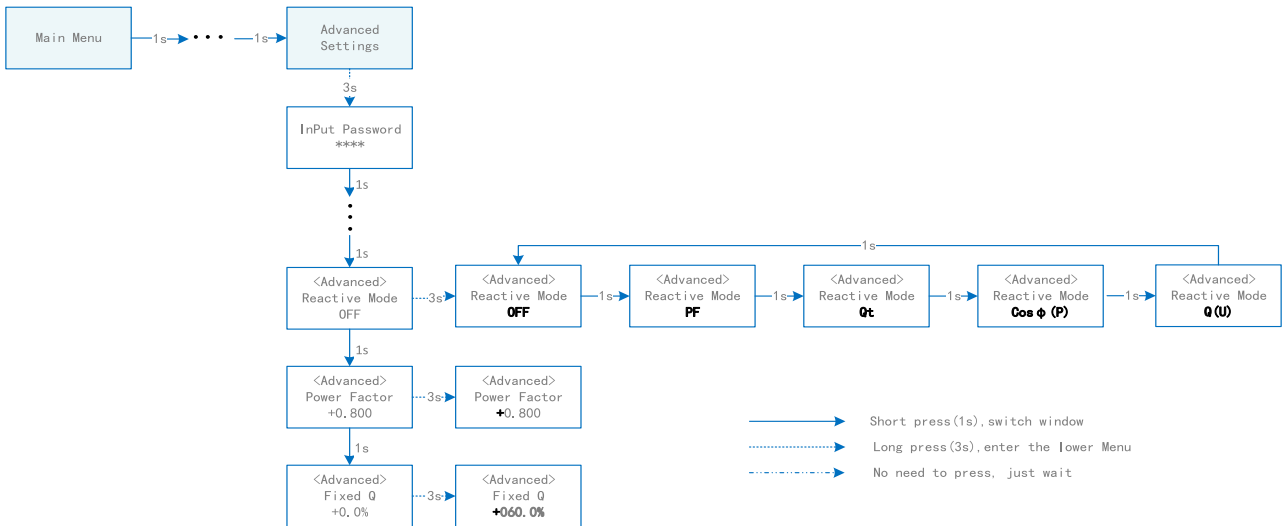 Main Menu
1s
• • •
1s
Advanced
Settings
3s
InPut Password
****
1s
1s
1s
<Advanced>
Reactive Mode
OFF
3s
<Advanced>
Reactive Mode
OFF
1s
<Advanced>
Reactive Mode
PF
1s
<Advanced>
Reactive Mode
Qt
1s
<Advanced>
Reactive Mode
Cosφ(P)
1s
<Advanced>
Reactive Mode
Q(U)
1s
<Advanced>
Power Factor
+0.800
3s
<Advanced>
Power Factor
+0.800
1s
<Advanced>
Fixed Q
+0.0%
3s
<Advanced>
Fixed Q
+060.0%
Short press(1s),switch window
Long press(3s),enter the lower Menu
No need to press, just wait